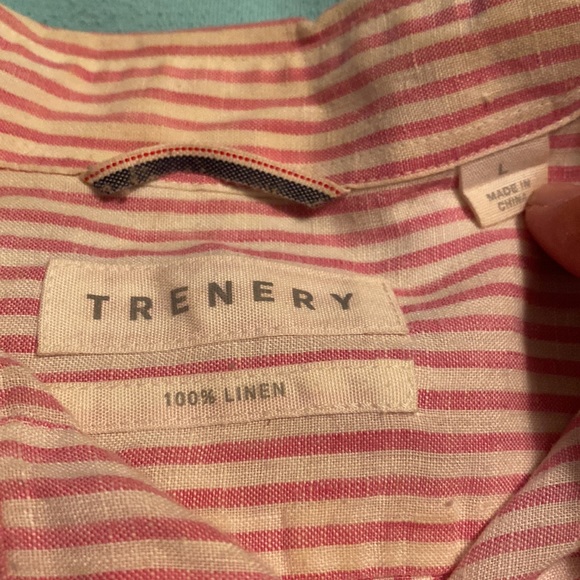 L
MADE IN
CHINA
TRENERY
100% LINEN